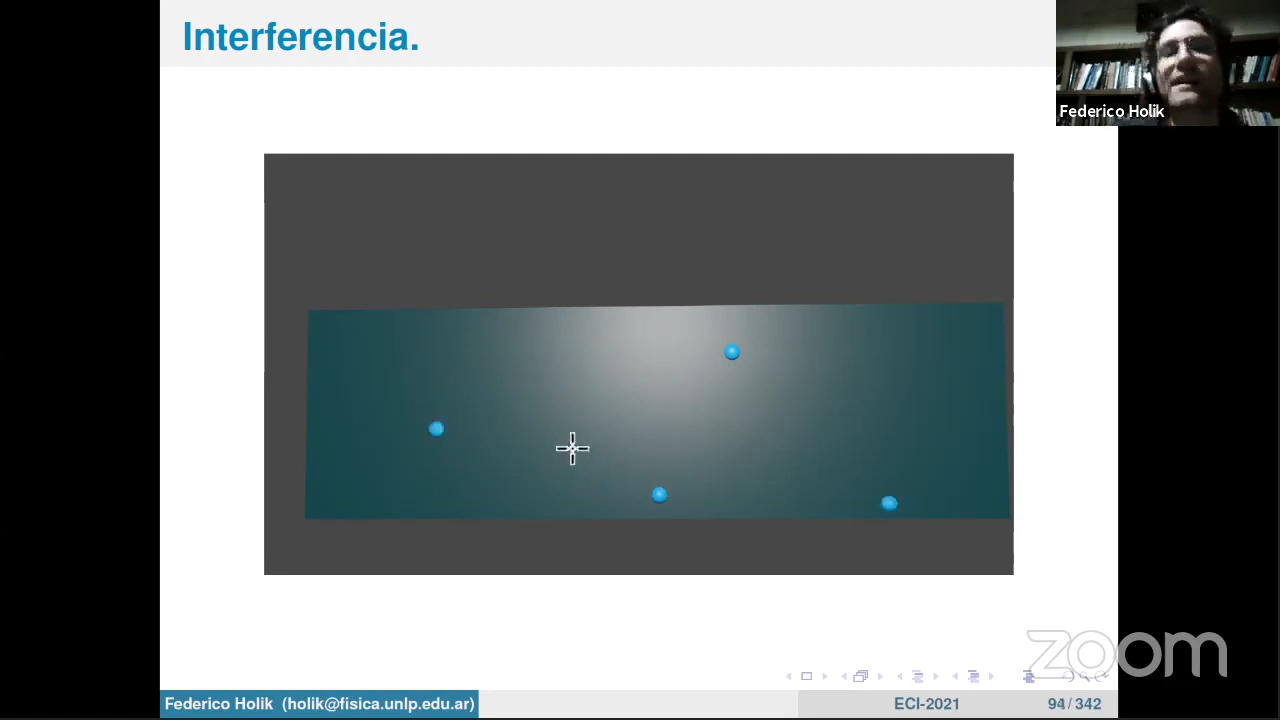 Interferencia.
Federico Holik
zoom
Federico Holik (holik@fisica.unlp.edu.ar)
ECI-2021
94/342